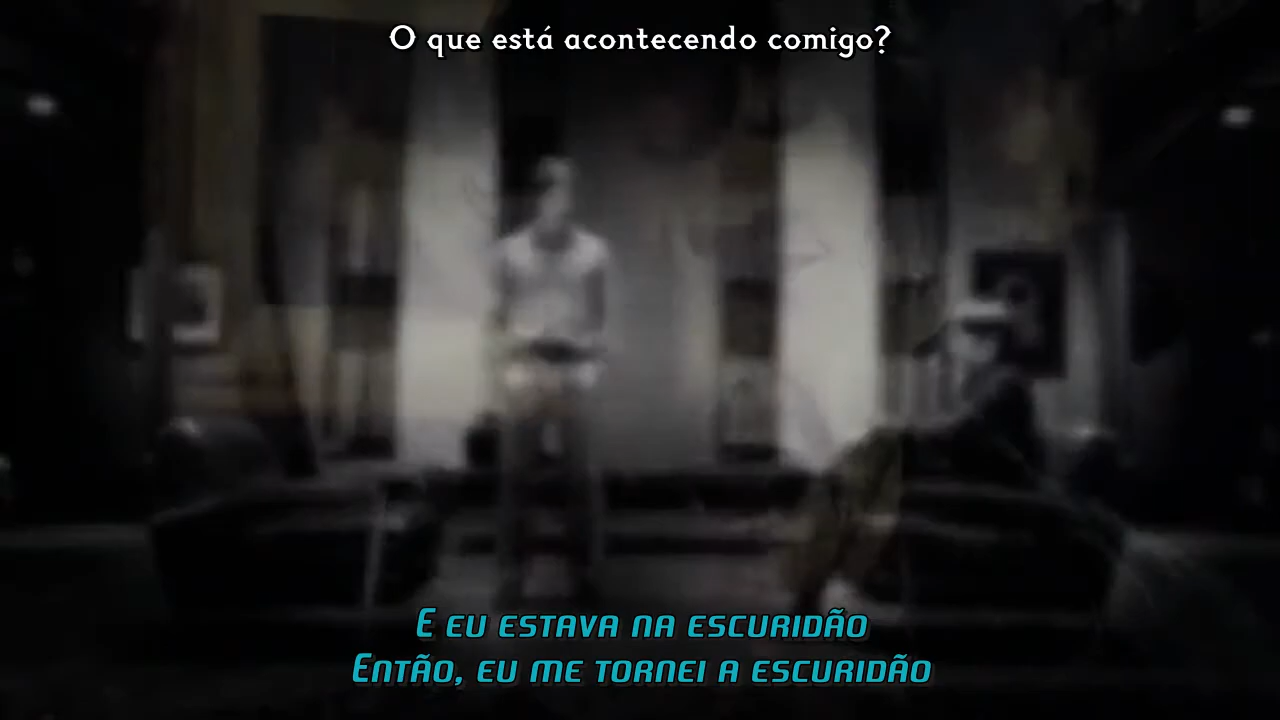 O que está acontecendo comigo?
E eu estava na escuridão
Então, eu me tornei a escuridão